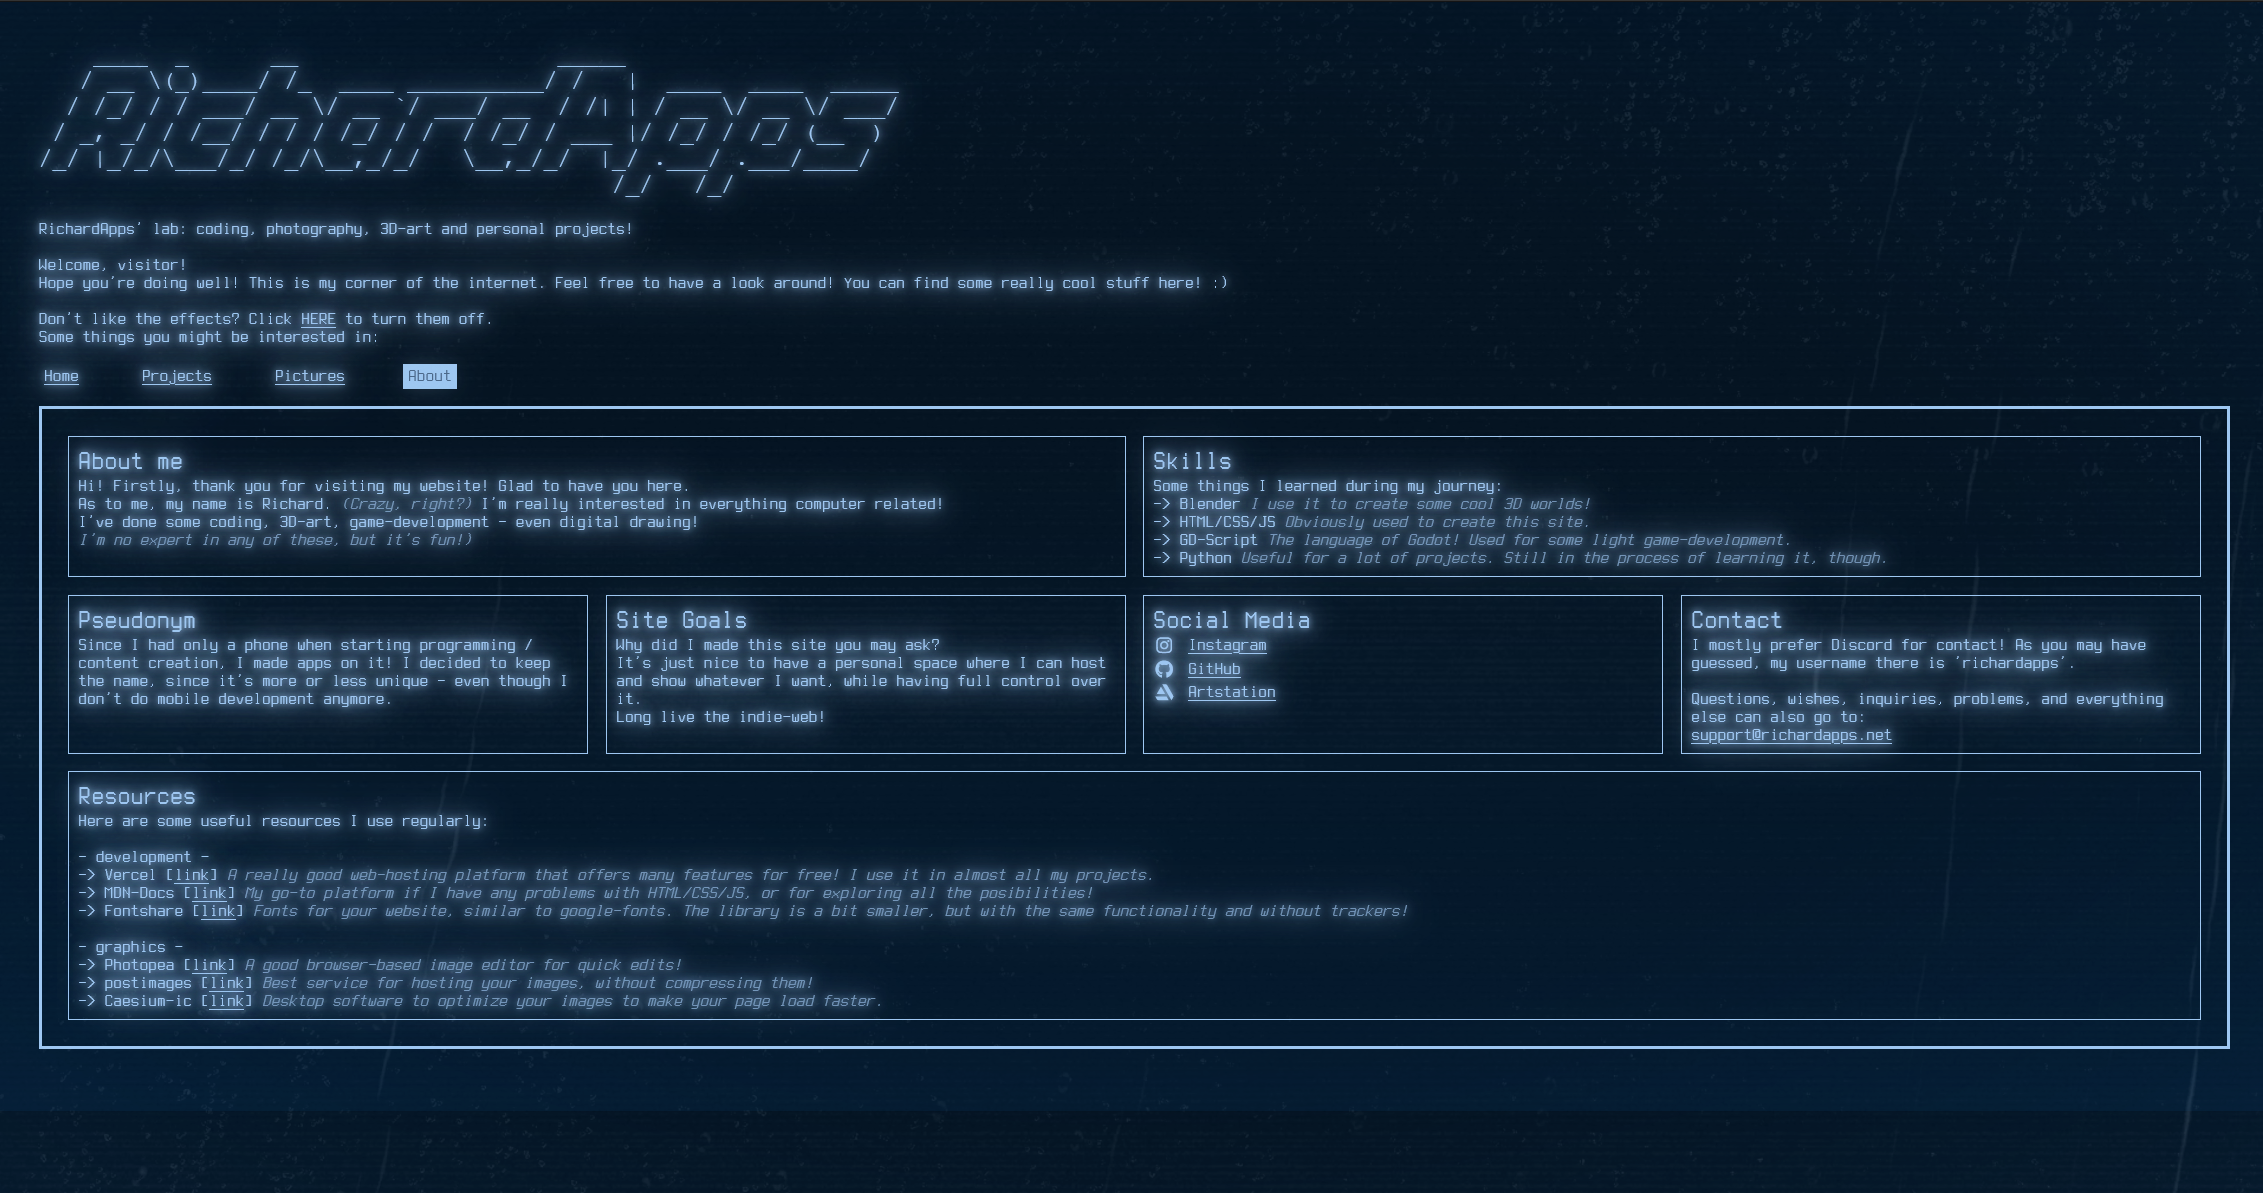 RichardApps
RichardApps' lab: coding, photography, 3D-art and personal projects!
Welcome, visitor!
Hope you're doing well! This is my corner of the internet. Feel free to have a look around! You can find some really cool stuff here! :)
Don't like the effects? Click HERE to turn them off.
Some things you might be interested in:
Home Projects Pictures About
About me
Hi! Firstly, thank you for visiting my website! Glad to have you here.
As to me, my name is Richard. (Crazy, right?) I'm really interested in everything computer related!
I've done some coding, 3D-art, game-development - even digital drawing!
I'm no expert in any of these, but it's fun!)
Skills
Some things I learned during my journey:
-> Blender I use it to create some cool 3D worlds!
-> HTML/CSS/JS Obviously used to create this site.
-> GD-Script The language of Godot! Used for some light game-development.
-> Python Useful for a lot of projects. Still in the process of learning it, though.
Pseudonym
Since I had only a phone when starting programming /
content creation, I made apps on it! I decided to keep
the name, since it's more or less unique - even though I
don't do mobile development anymore.
Site Goals
Why did I made this site you may ask?
It's just nice to have a personal space where I can host
and show whatever I want, while having full control over
it.
Long live the indie-web!
Social Media
Instagram
GitHub
Artstation
Contact
I mostly prefer Discord for contact! As you may have
guessed, my username there is 'richardapps'.
Questions, wishes, inquiries, problems, and everything
else can also go to:
support@richardapps.net
Resources
Here are some useful resources I use regularly:
- development -
-> Vercel [link] A really good web-hosting platform that offers many features for free! I use it in almost all my projects.
-> MDN-Docs [link] My go-to platform if I have any problems with HTML/CSS/JS, or for exploring all the posibilities!
-> Fontshare [link] Fonts for your website, similar to google-fonts. The library is a bit smaller, but with the same functionality and without trackers!
- graphics -
-> Photopea [link] A good browser-based image editor for quick edits!
-> postimages [link] Best service for hosting your images, without compressing them!
-> Caesium-ic [link] Desktop software to optimize your images to make your page load faster.